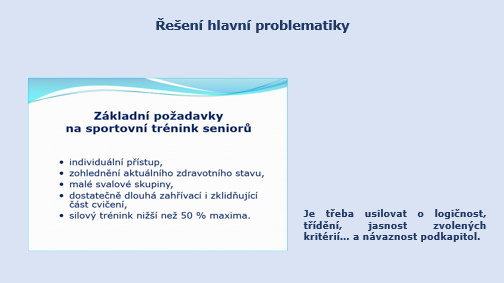 Řešení hlavní problematiky
Základní požadavky
na sportovní trénink seniorů
• individuální přístup,
• zohlednění aktuálního zdravotního stavu,
• malé svalové skupiny,
• dostatečně dlouhá zahřívací i zklidňující
část cvičení,
• silový trénink nižší než 50 % maxima.
Je třeba usilovat o logičnost,
třídění, jasnost zvolených
kritérií... a návaznost podkapitol.